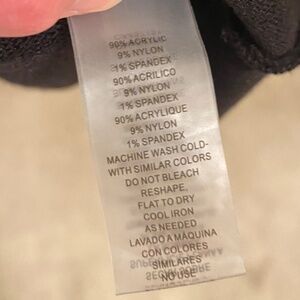 90% ACRYLIC
9% NYLON
1% SPANDEX
90% ACRILICO
9% NYLON
1% SPANDEX
90% ACRYLIQUE
9% NYLON
1% SPANDEX
MACHINE WASH COLD-
WITH SIMILAR COLORS
DO NOT BLEACH
RESHAPE,
FLAT TO DRY
COOL IRON
AS NEEDED
LAVADO A MÁQUINA
CON COLORES
SIMILARES
NO USE